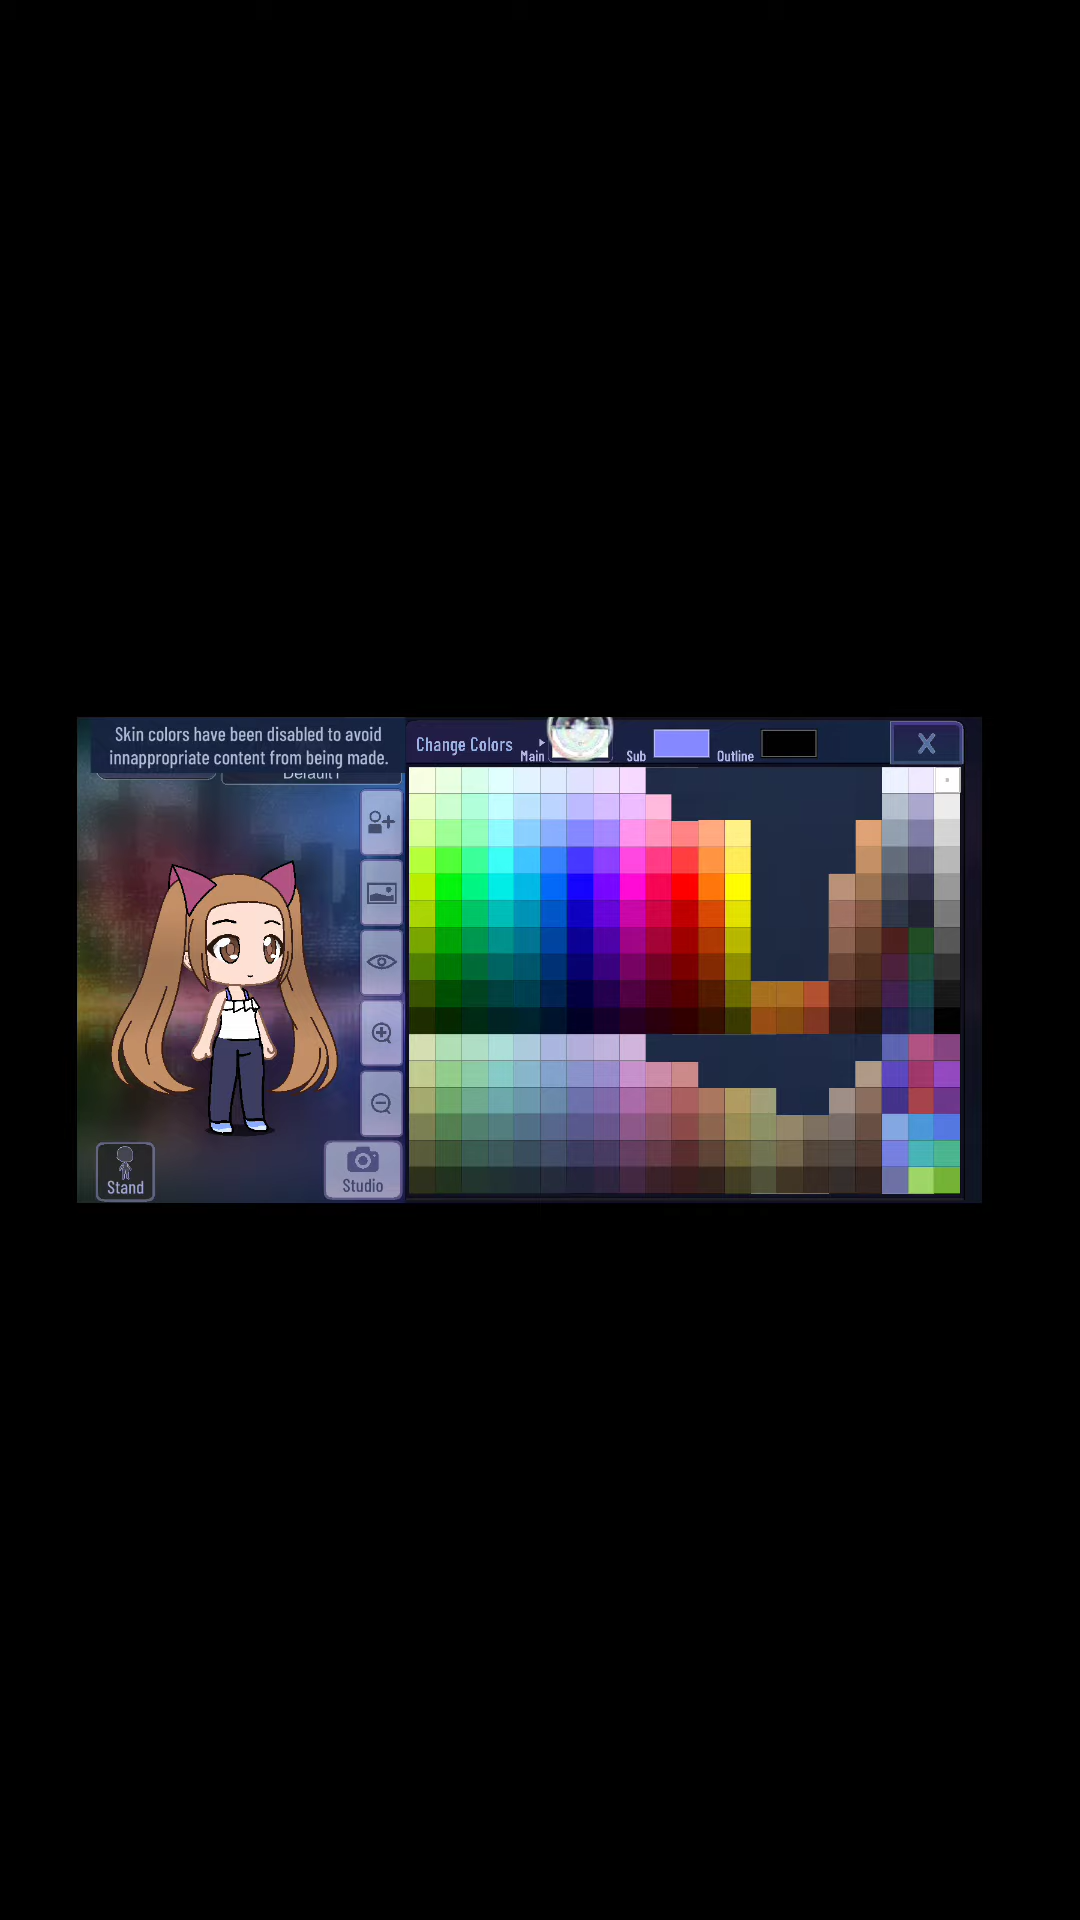 Skin colors have been disabled to avoid
innappropriate content from being made.
Change Colors
Main
Sub
Outline
X
Default1
Stand
Studio